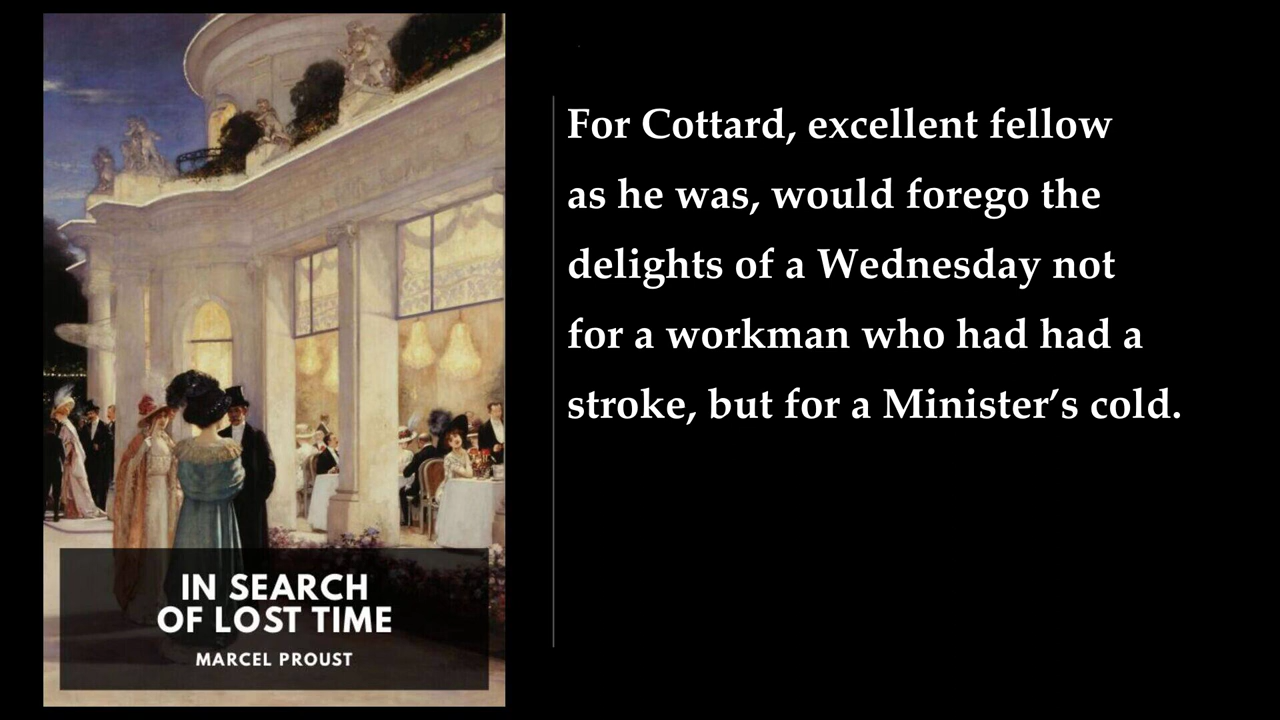 IN SEARCH
OF LOST TIME
MARCEL PROUST
For Cottard, excellent fellow
as he was, would forego the
delights of a Wednesday not
for a workman who had had a
stroke, but for a Minister’s cold.